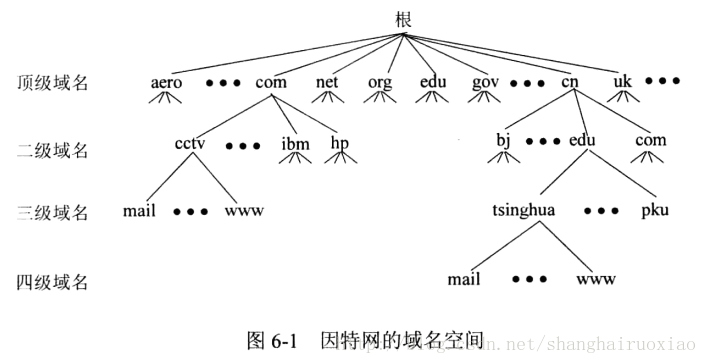 根
顶级域名 aero ••• com net org edu gov ••• cn uk •••
二级域名 cctv ••• ibm hp bj ••• edu com
三级域名 mail ••• www tsinghua ••• pku
四级域名 mail ••• www
图 6-1 因特网的域名空间
csdn.net/shanghairuoxiao